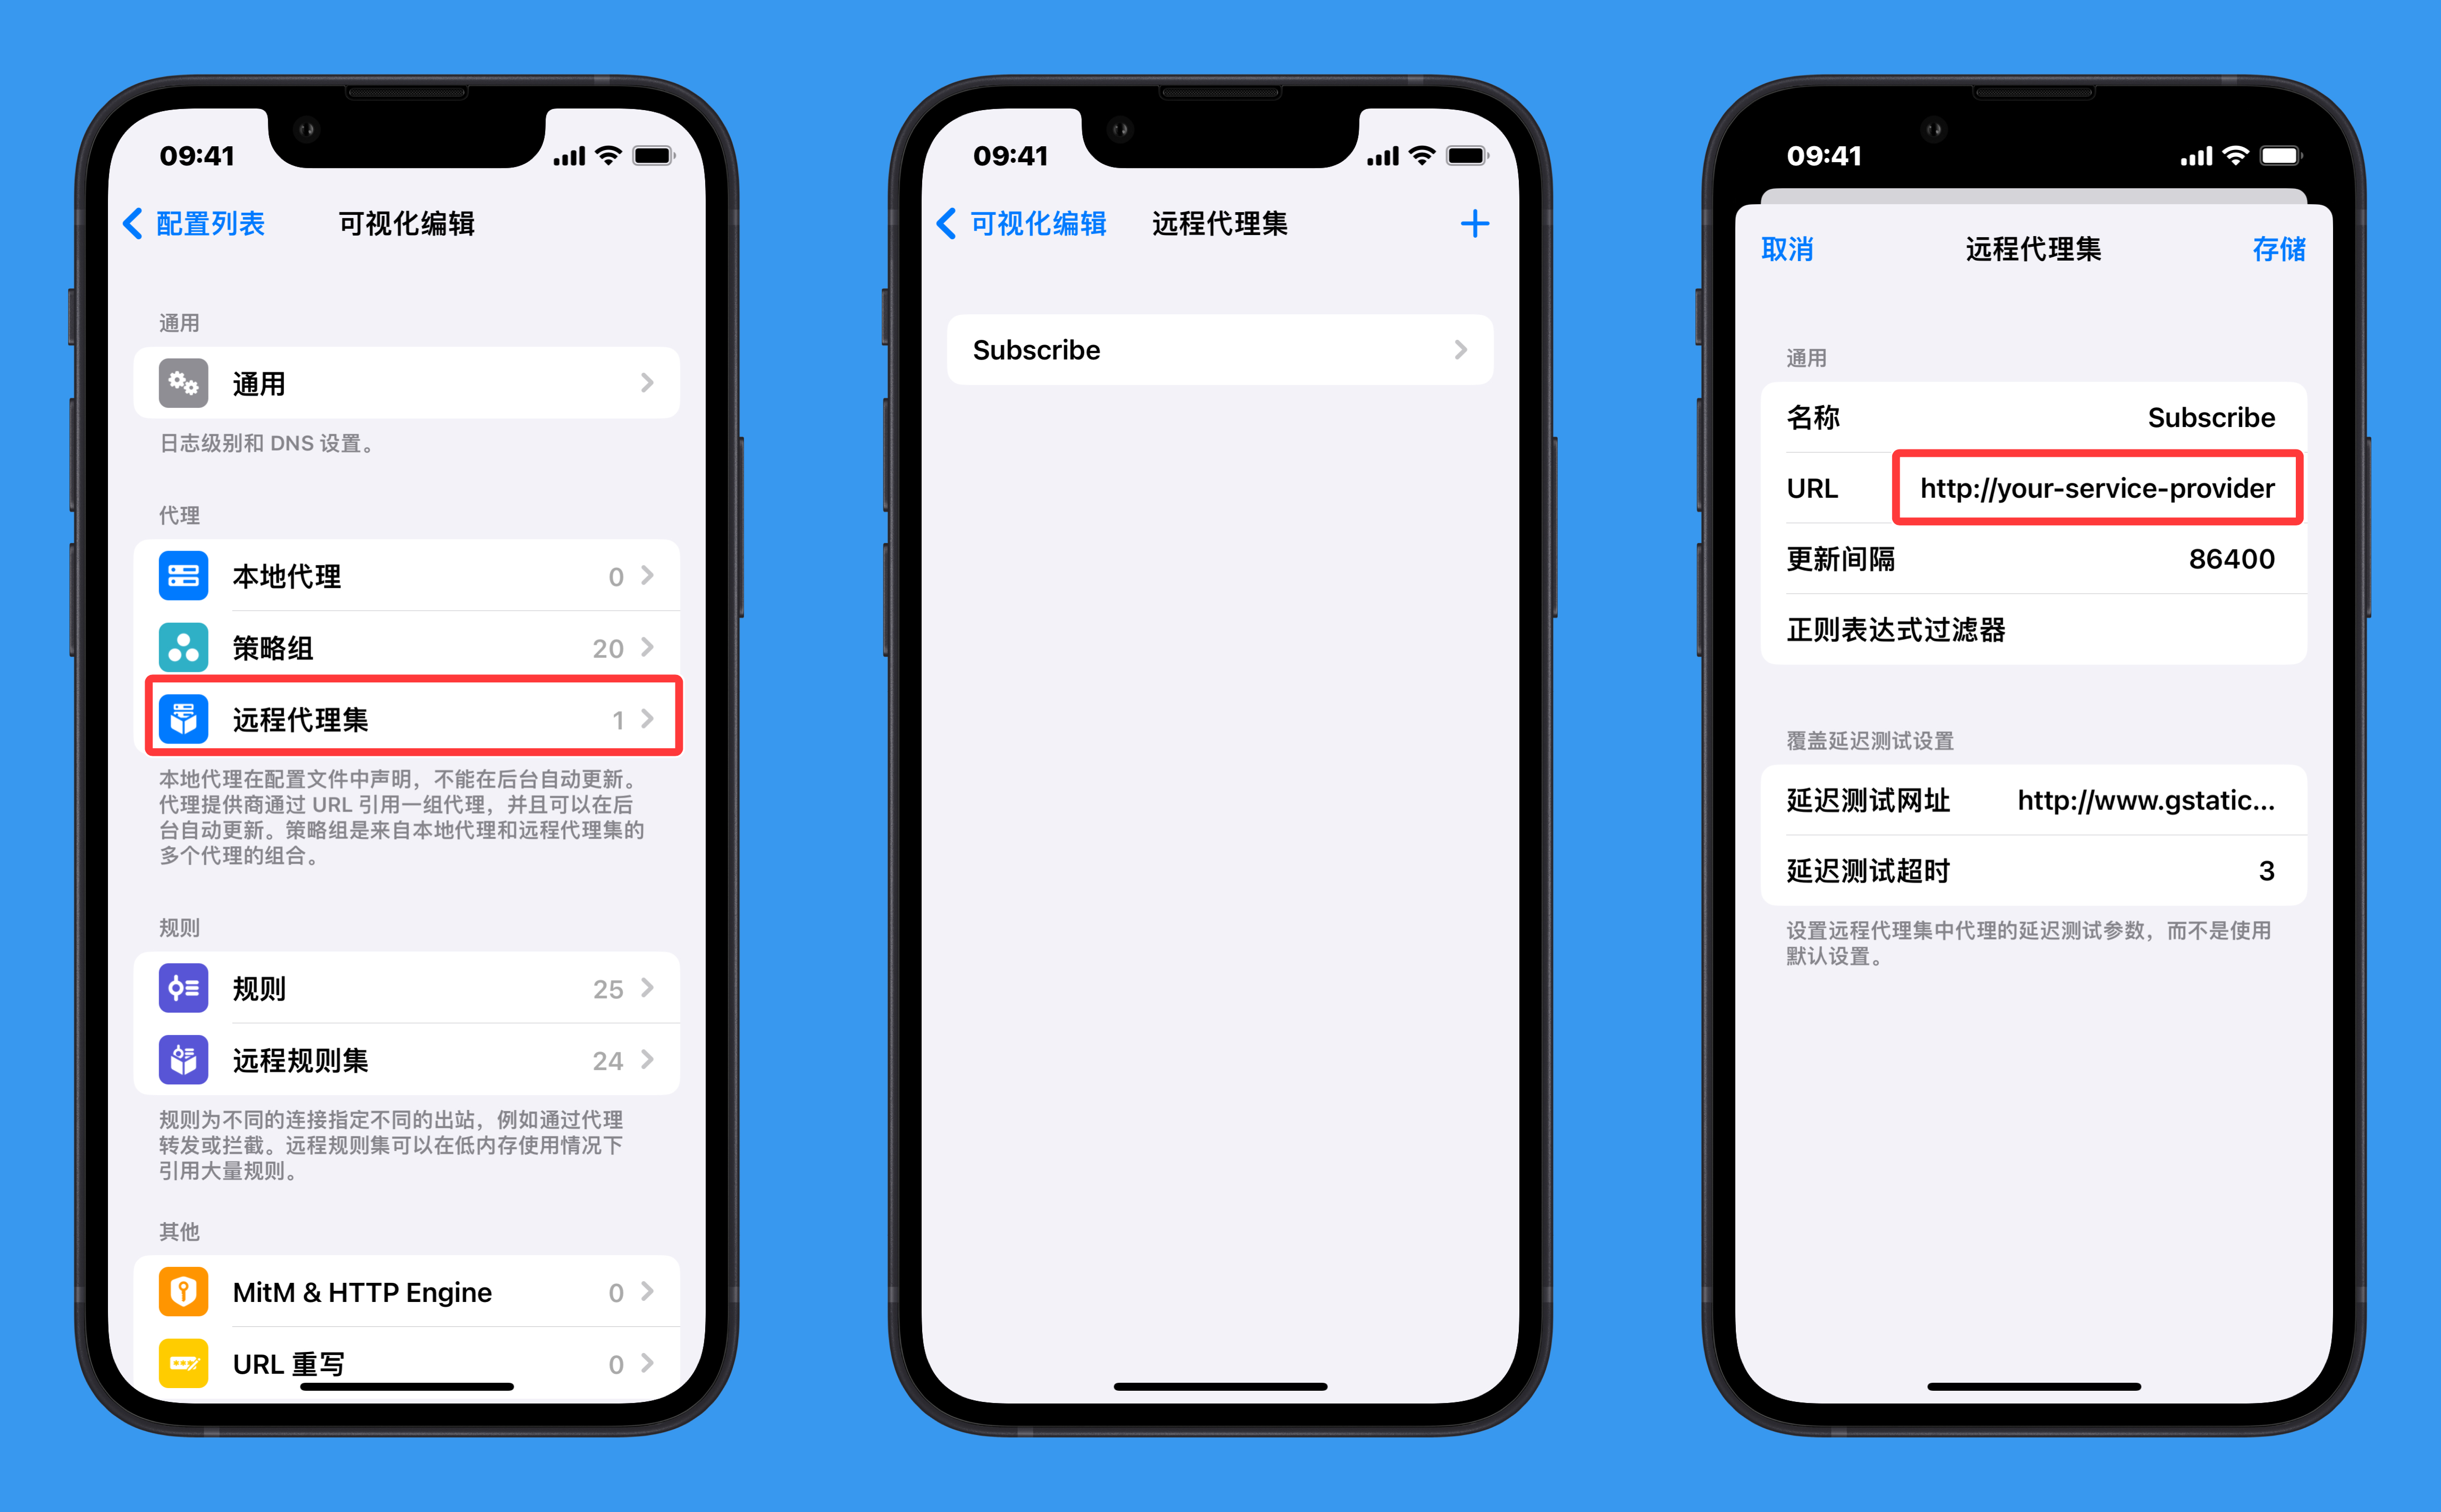 09:41
配置列表
可视化编辑
通用
通用
日志级别和 DNS 设置。
代理
本地代理 0
策略组 20
远程代理集 1
本地代理在配置文件中声明，不能在后台自动更新。
代理提供商通过 URL 引用一组代理，并且可以在后
台自动更新。策略组是来自本地代理和远程代理集的
多个代理的组合。
规则
规则 25
远程规则集 24
规则为不同的连接指定不同的出站，例如通过代理
转发或拦截。远程规则集可以在低内存使用情况下
引用大量规则。
其他
MitM & HTTP Engine 0
URL 重写 0
09:41
可视化编辑
远程代理集
Subscribe
09:41
取消
远程代理集
存储
通用
名称 Subscribe
URL http://your-service-provider
更新间隔 86400
正则表达式过滤器
覆盖延迟测试设置
延迟测试网址 http://www.gstatic...
延迟测试超时 3
设置远程代理集中代理的延迟测试参数，而不是使用
默认设置。